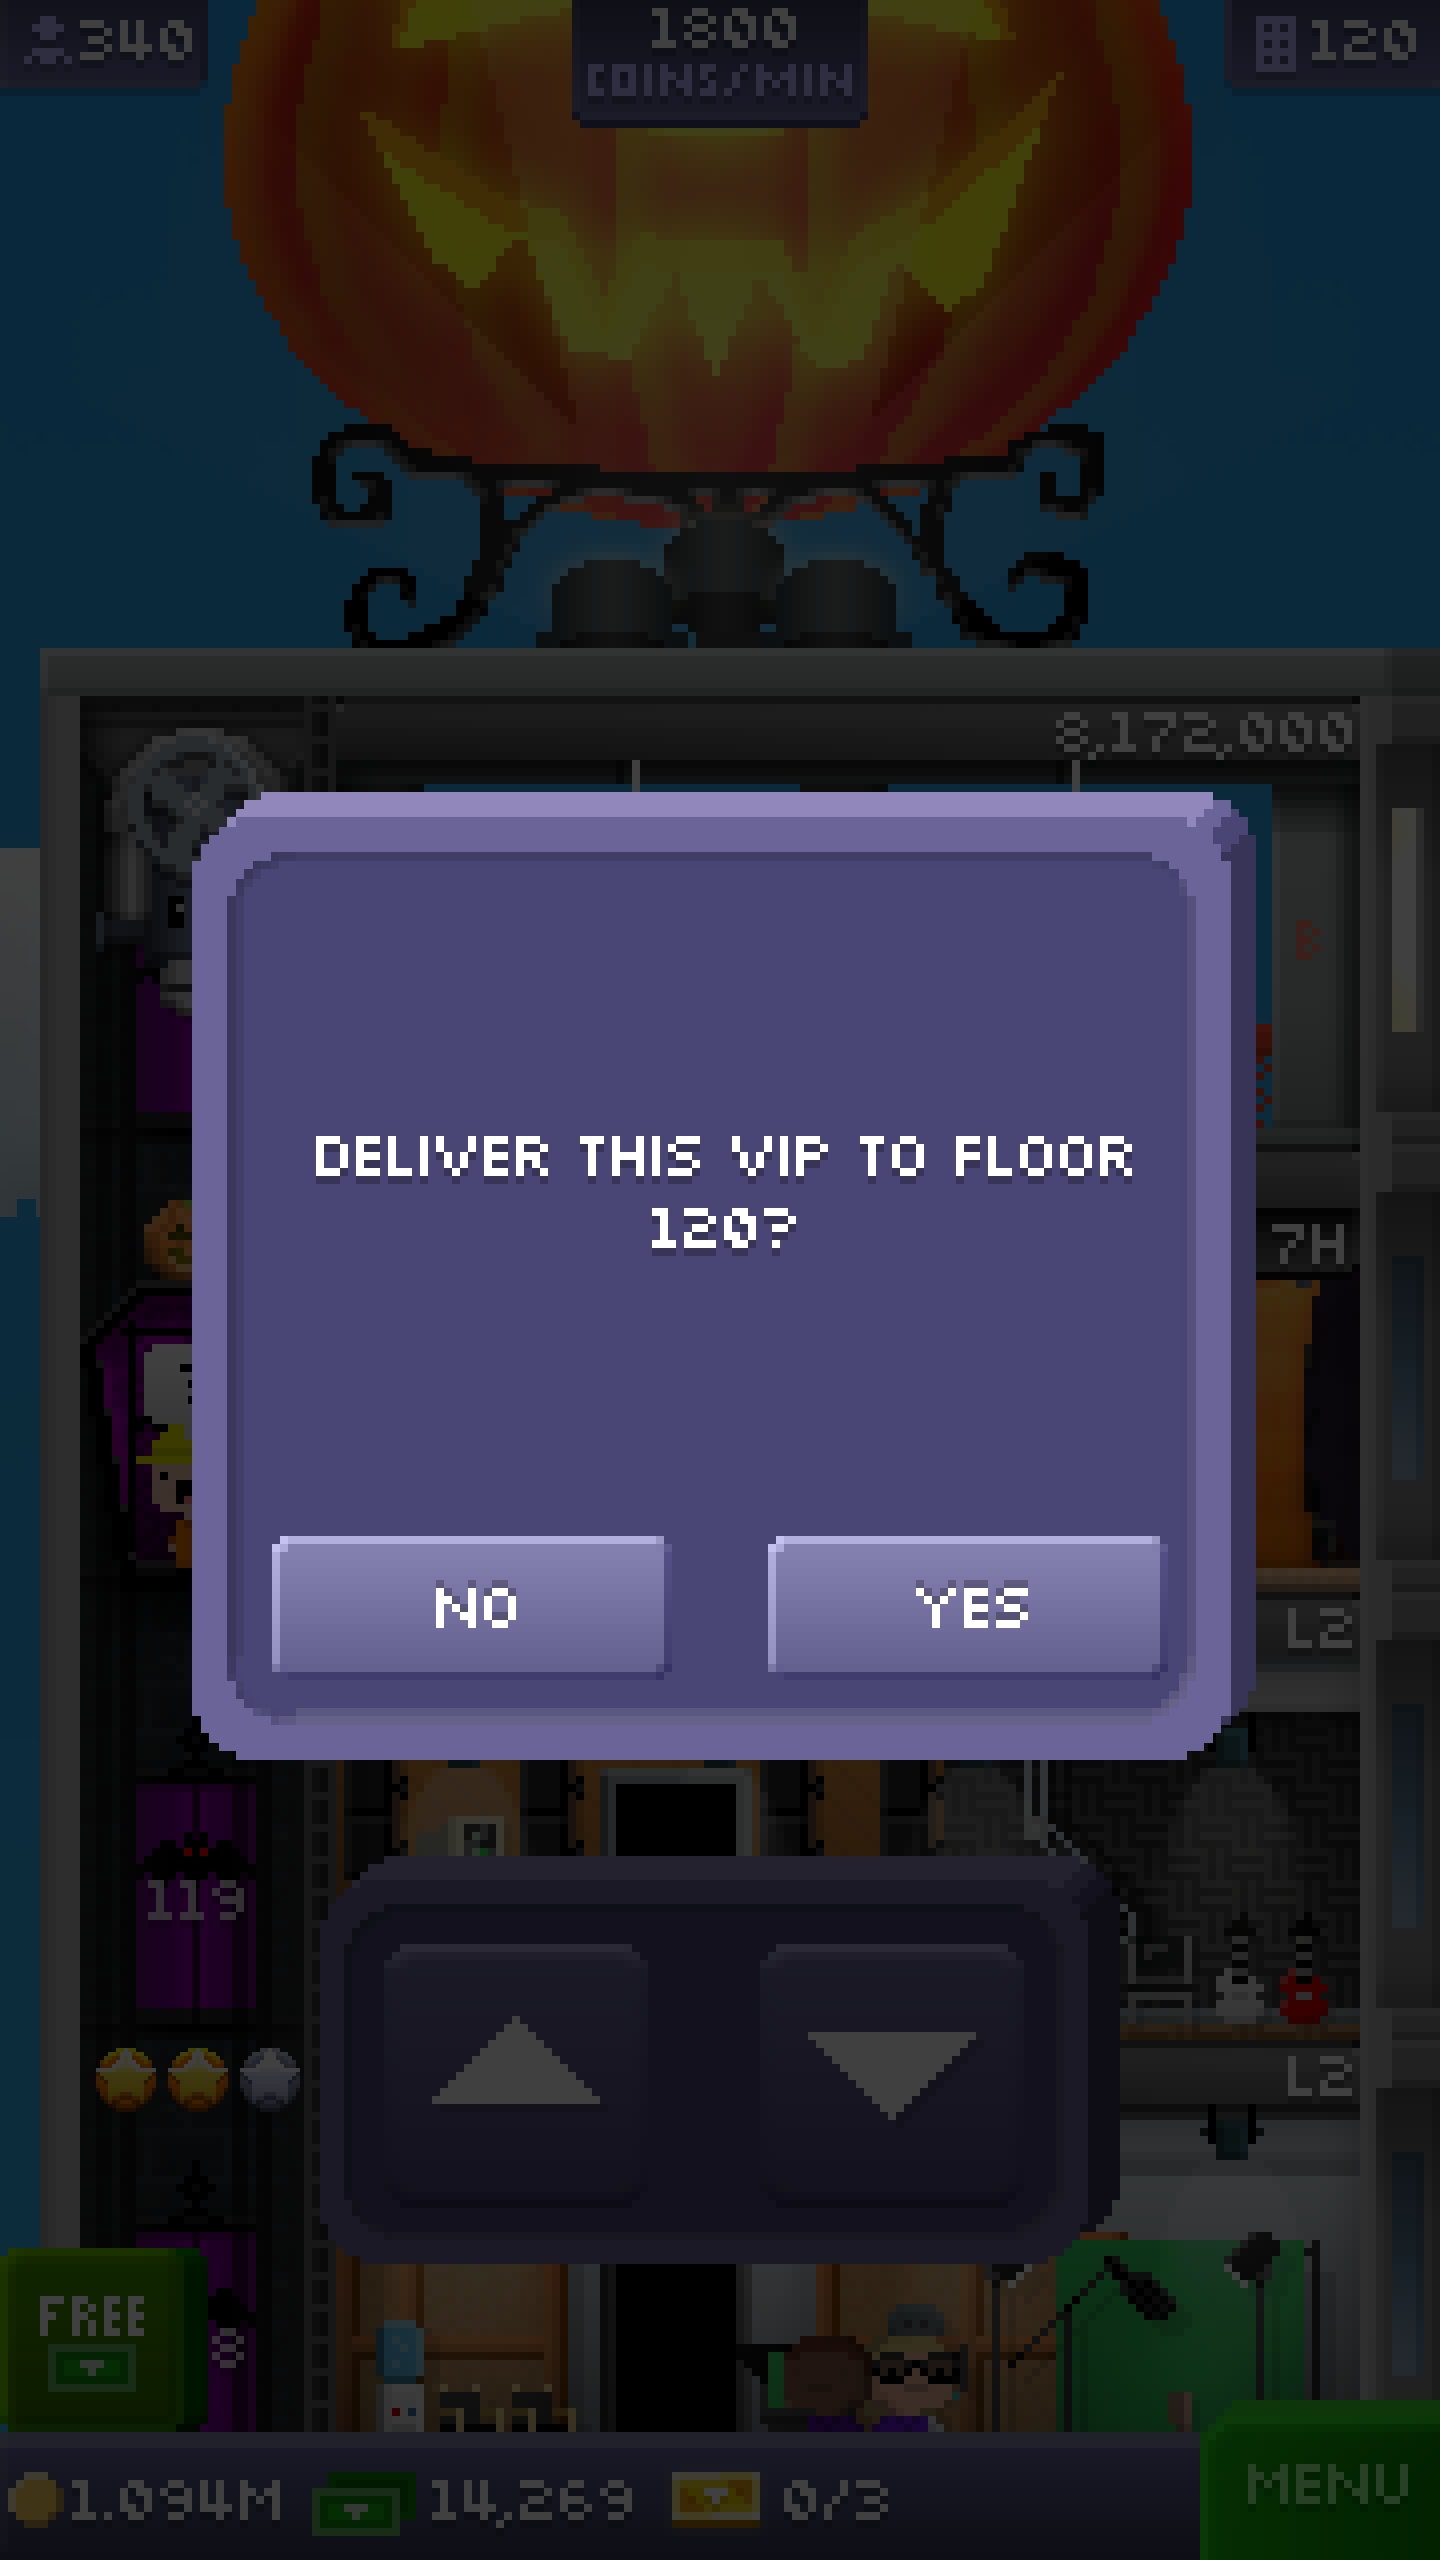 340
1800
COINS/MIN
120
8,172,000
B
7H
DELIVER THIS VIP TO FLOOR
120?
NO
YES
L2
119
L2
FREE
1.094M
14,269
0/3
MENU